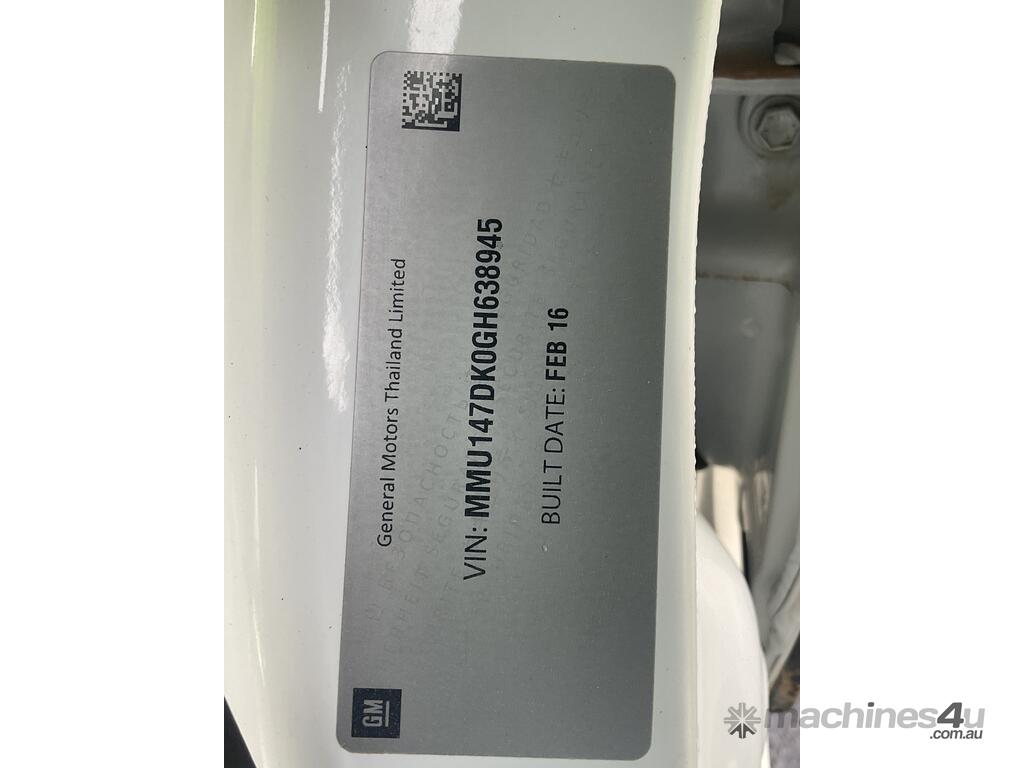 General Motors Thailand Limited
VIN: MMU147DK0GH638945
BUILT DATE: FEB 16
GM
machines4u
.com.au